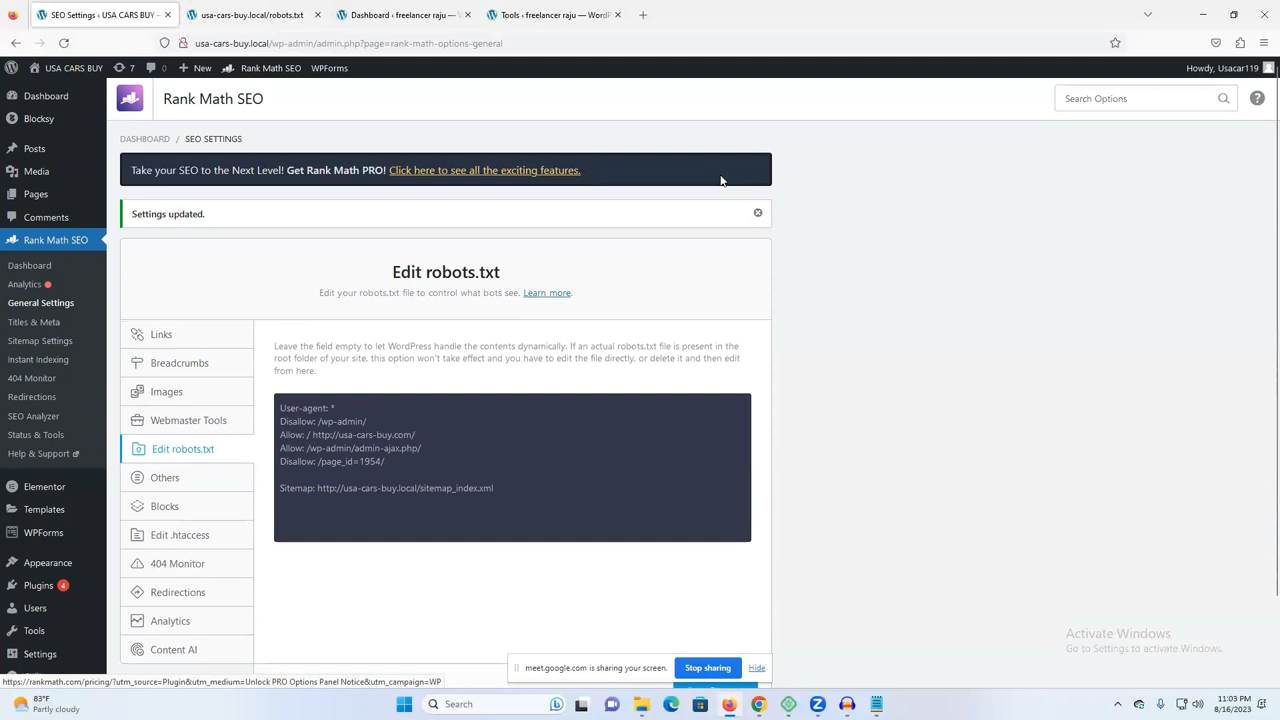 SEO Settings ‹ USA CARS BUY —
usa-cars-buy.local/robots.txt
Dashboard ‹ freelancer raju — W
Tools ‹ freelancer raju — WordP
usa-cars-buy.local/wp-admin/admin.php?page=rank-math-options-general
USA CARS BUY
7
0
New
Rank Math SEO
WPForms
Howdy, Usacar119
Dashboard
Blocksy
Posts
Media
Pages
Comments
Rank Math SEO
Dashboard
Analytics
General Settings
Titles & Meta
Sitemap Settings
Instant Indexing
404 Monitor
Redirections
SEO Analyzer
Status & Tools
Help & Support
Elementor
Templates
WPForms
Appearance
Plugins 4
Users
Tools
Settings
Rank Math SEO
Search Options
DASHBOARD / SEO SETTINGS
Take your SEO to the Next Level! Get Rank Math PRO! Click here to see all the exciting features.
Settings updated.
Edit robots.txt
Edit your robots.txt file to control what bots see. Learn more.
Links
Breadcrumbs
Images
Webmaster Tools
Edit robots.txt
Others
Blocks
Edit .htaccess
404 Monitor
Redirections
Analytics
Content AI
Leave the field empty to let WordPress handle the contents dynamically. If an actual robots.txt file is present in the
root folder of your site, this option won't take effect and you have to edit the file directly, or delete it and then edit
from here.
User-agent: *
Disallow: /wp-admin/
Allow: / http://usa-cars-buy.com/
Allow: /wp-admin/admin-ajax.php/
Disallow: /page_id=1954/
Sitemap: http://usa-cars-buy.local/sitemap_index.xml
Activate Windows
Go to Settings to activate Windows.
meet.google.com is sharing your screen.
Stop sharing
Hide
https://rankmath.com/pricing/?utm_source=Plugin&utm_medium=Unlock PRO Options Panel Notice&utm_campaign=WP
83°F
Partly cloudy
Search
11:03 PM
8/16/2023